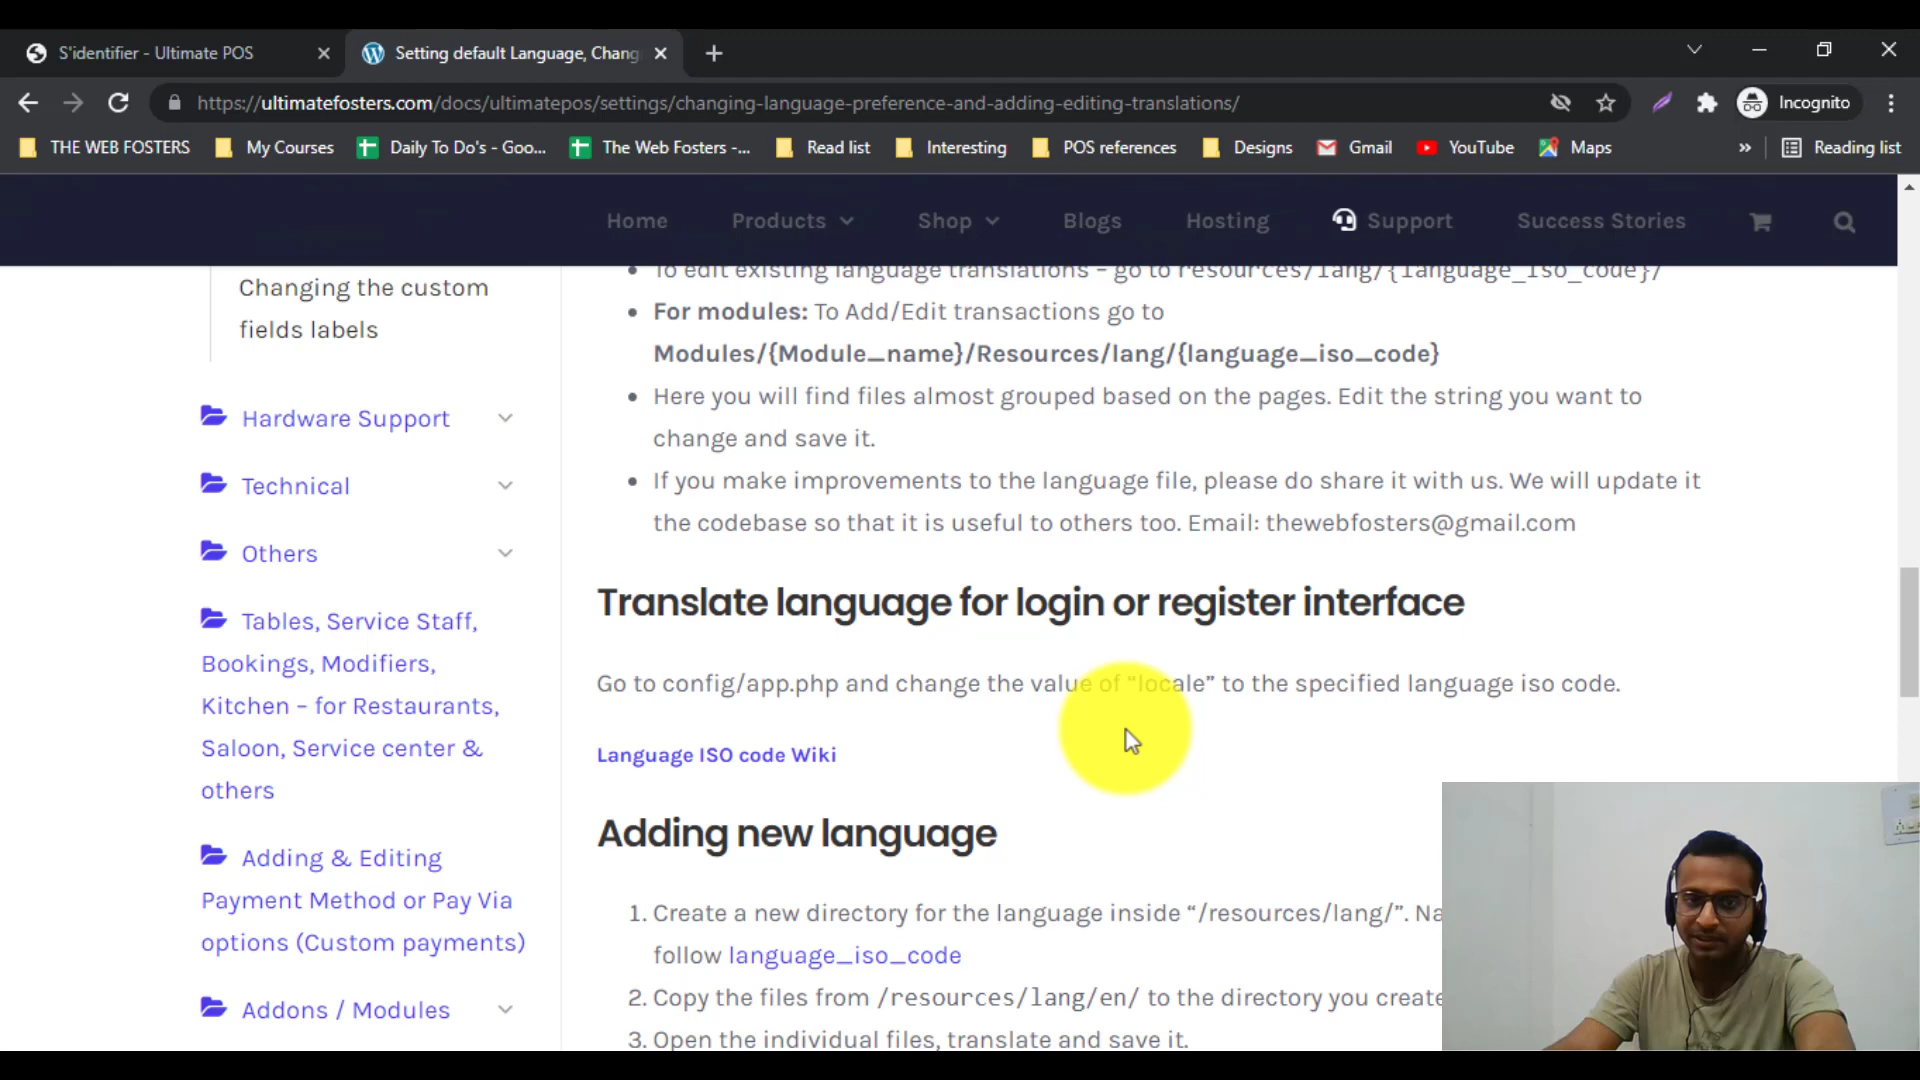 S'identifier - Ultimate POS
Setting default Language, Chang
https://ultimatefosters.com/docs/ultimatepos/settings/changing-language-preference-and-adding-editing-translations/
Incognito
THE WEB FOSTERS
My Courses
Daily To Do's - Goo...
The Web Fosters -...
Read list
Interesting
POS references
Designs
Gmail
YouTube
Maps
»
Reading list
Home
Products
Shop
Blogs
Hosting
Support
Success Stories
Changing the custom
fields labels
Hardware Support
Technical
Others
Tables, Service Staff,
Bookings, Modifiers,
Kitchen – for Restaurants,
Saloon, Service center &
others
Adding & Editing
Payment Method or Pay Via
options (Custom payments)
Addons / Modules
• To edit existing language translations – go to resources/lang/{language_iso_code}/
• For modules: To Add/Edit transactions go to
Modules/{Module_name}/Resources/lang/{language_iso_code}
• Here you will find files almost grouped based on the pages. Edit the string you want to
change and save it.
• If you make improvements to the language file, please do share it with us. We will update it
the codebase so that it is useful to others too. Email: thewebfosters@gmail.com
Translate language for login or register interface
Go to config/app.php and change the value of “locale” to the specified language iso code.
Language ISO code Wiki
Adding new language
1. Create a new directory for the language inside “/resources/lang/”. Na
follow language_iso_code
2. Copy the files from /resources/lang/en/ to the directory you create
3. Open the individual files, translate and save it.